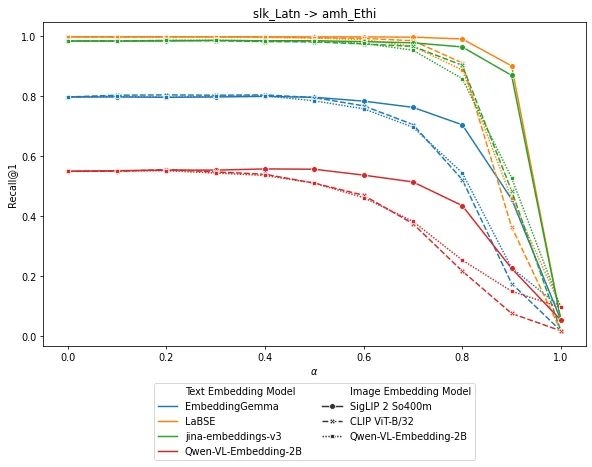 slk_Latn -> amh_Ethi
Recall@1
1.0
0.8
0.6
0.4
0.2
0.0
0.0 0.2 0.4 0.6 0.8 1.0
α
Text Embedding Model
EmbeddingGemma
LaBSE
jina-embeddings-v3
Qwen-VL-Embedding-2B
Image Embedding Model
SigLIP 2 So400m
CLIP ViT-B/32
Qwen-VL-Embedding-2B